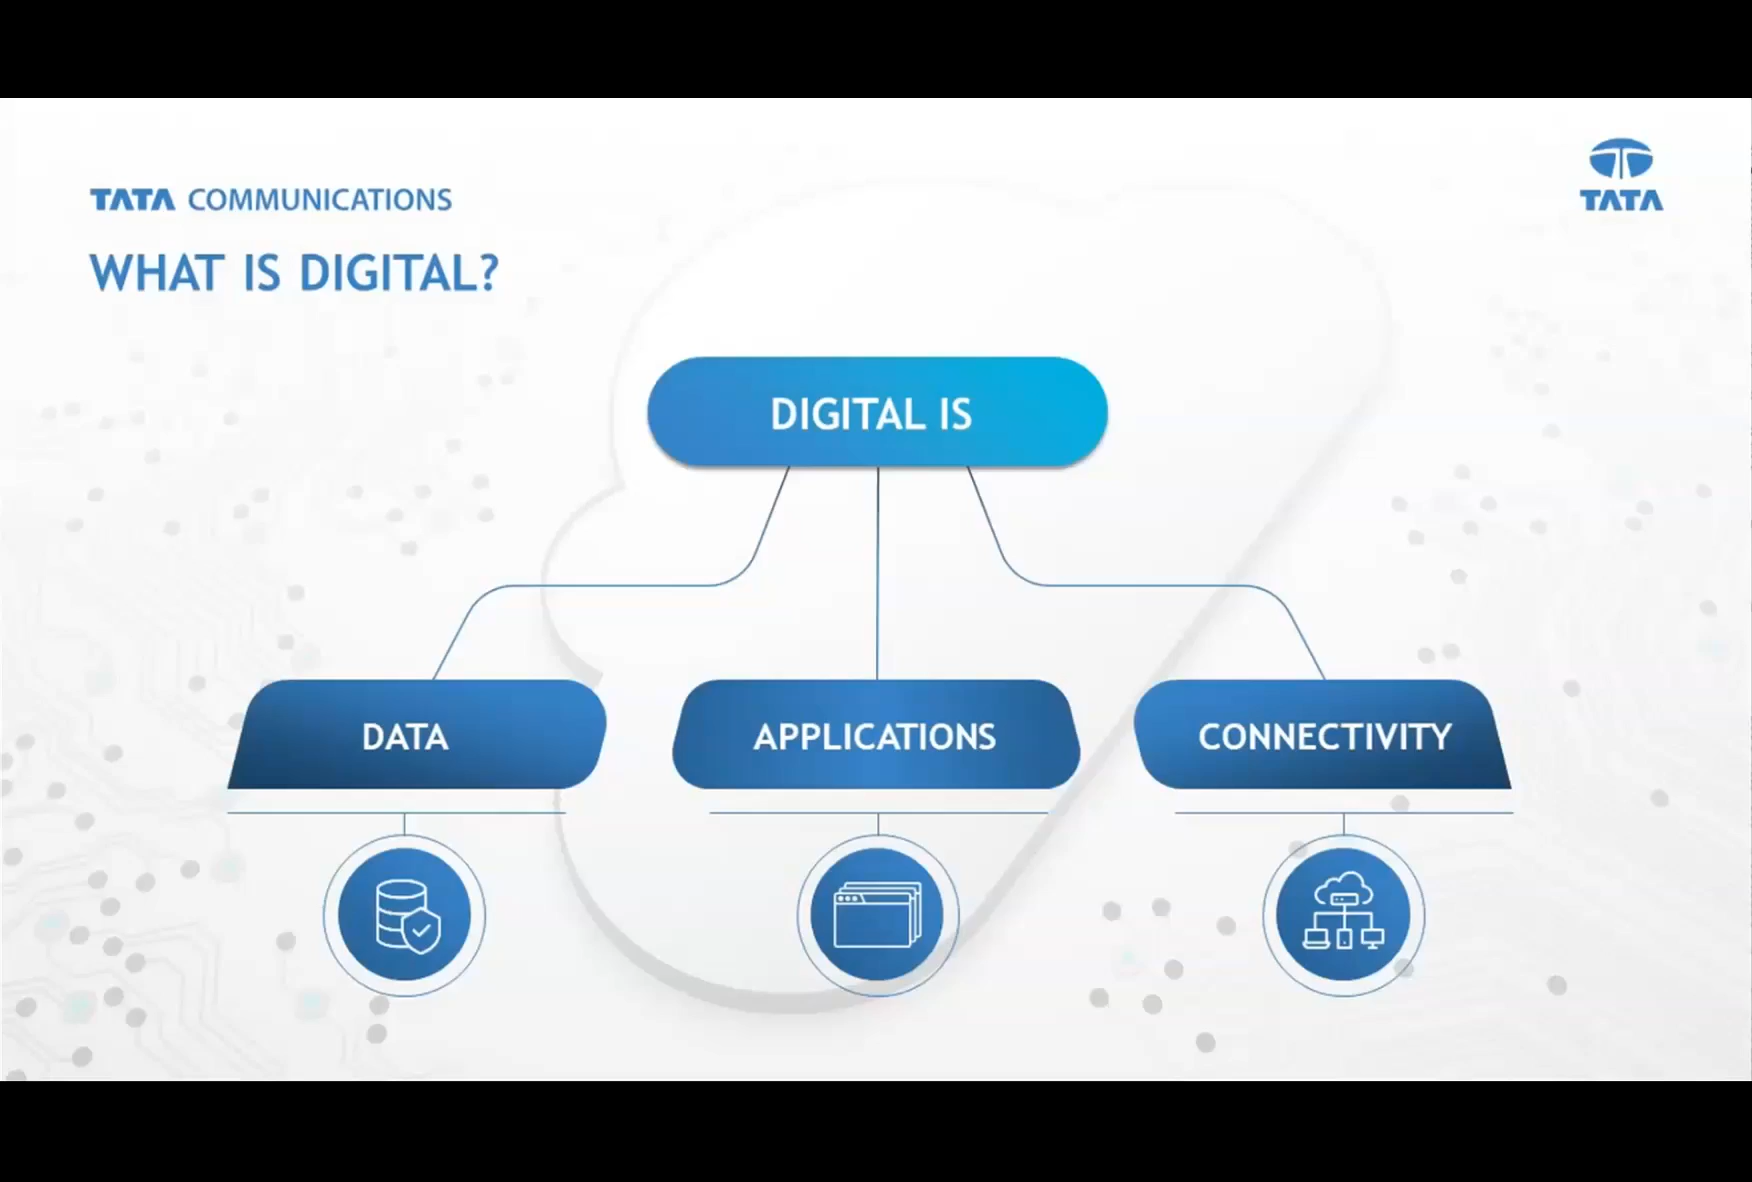 TATA COMMUNICATIONS
TATA
WHAT IS DIGITAL?
DIGITAL IS
DATA
APPLICATIONS
CONNECTIVITY